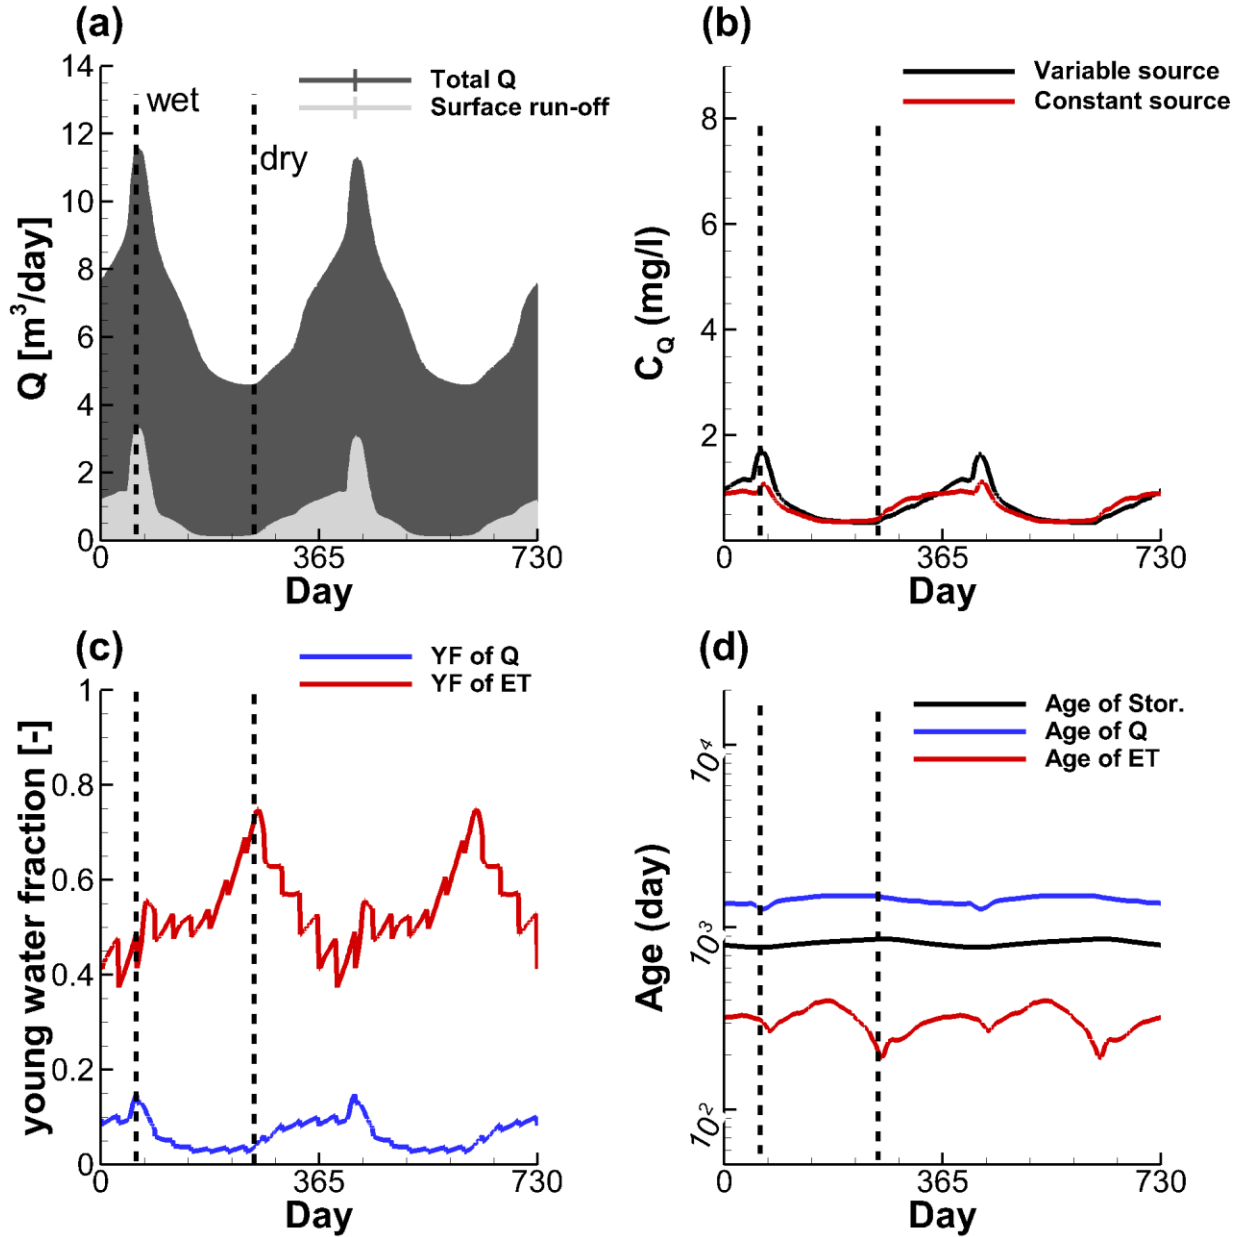 (a)
Q [m³/day]
14
12
10
8
6
4
2
0
Total Q
Surface run-off
wet
dry
0 365 730
Day
(b)
C_Q (mg/l)
8
6
4
2
Variable source
Constant source
0 365 730
Day
(c)
young water fraction [-]
1
0.8
0.6
0.4
0.2
0
YF of Q
YF of ET
0 365 730
Day
(d)
Age (day)
10⁴
10³
10²
Age of Stor.
Age of Q
Age of ET
0 365 730
Day